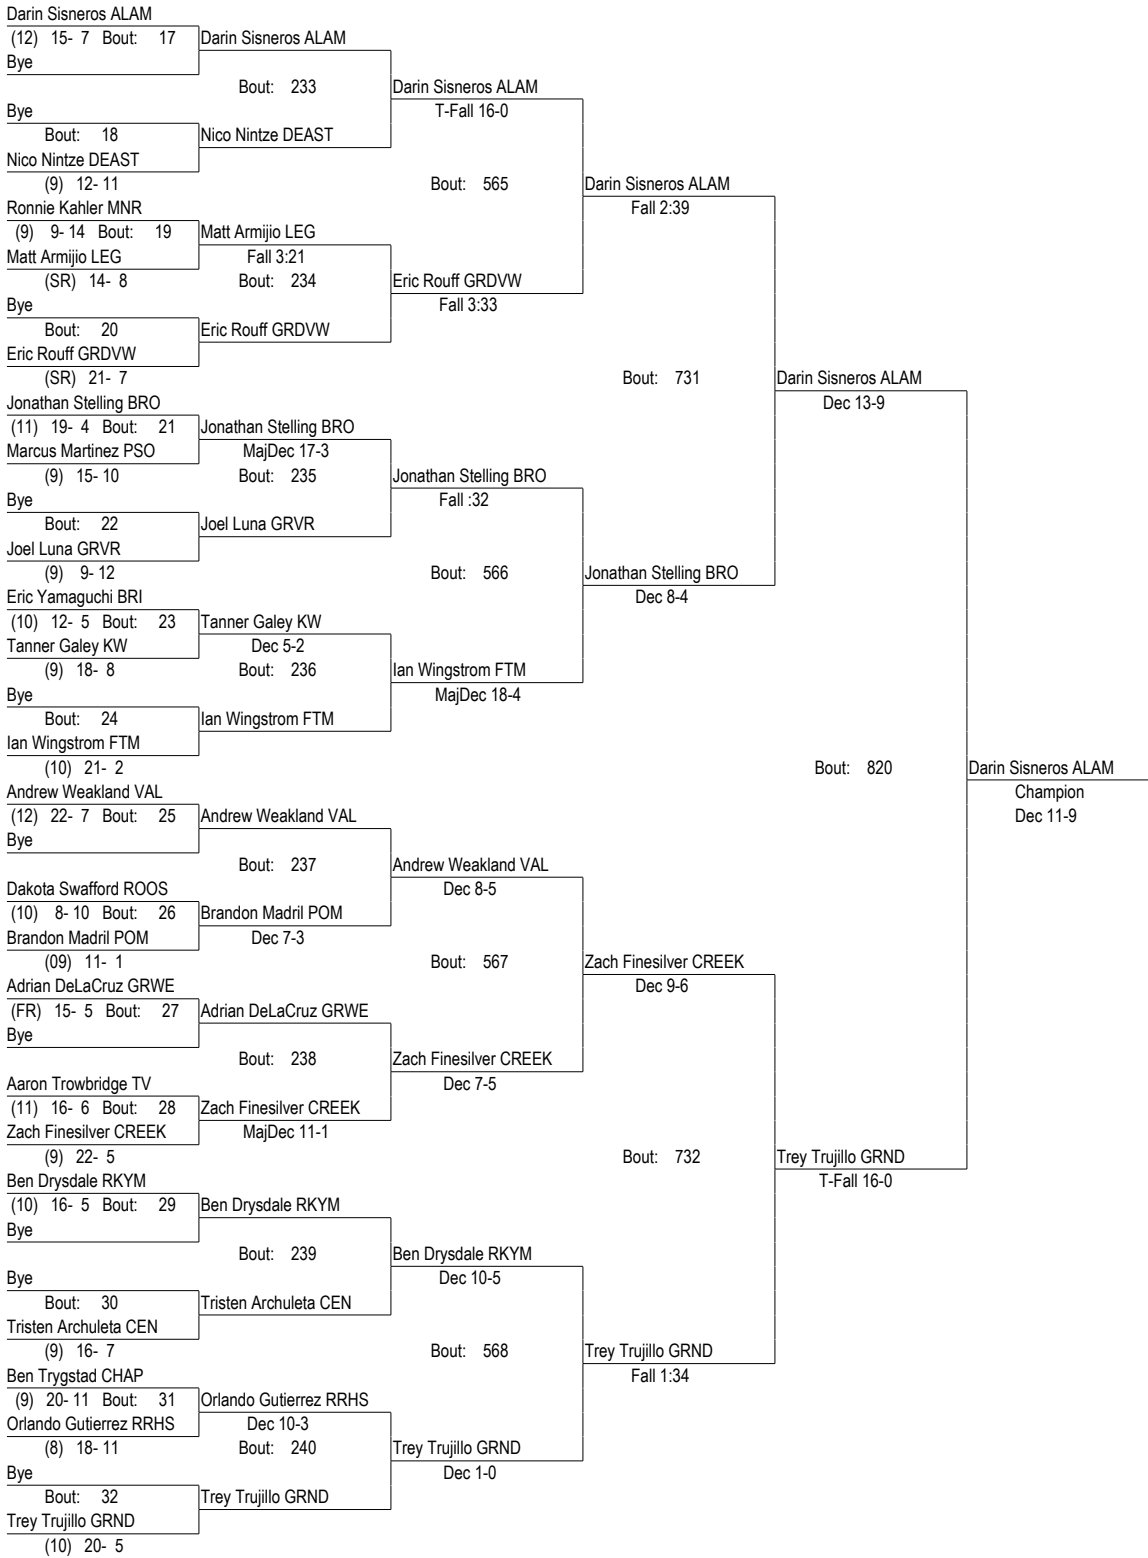 Darin Sisneros ALAM
(12) 15- 7 Bout: 17 Darin Sisneros ALAM
Bye
Bout: 233 Darin Sisneros ALAM
Bye T-Fall 16-0
Bout: 18 Nico Nintze DEAST
Nico Nintze DEAST
(9) 12- 11 Bout: 565 Darin Sisneros ALAM
Ronnie Kahler MNR Fall 2:39
(9) 9- 14 Bout: 19 Matt Armijio LEG
Matt Armijio LEG Fall 3:21
(SR) 14- 8 Bout: 234 Eric Rouff GRDVW
Bye Fall 3:33
Bout: 20 Eric Rouff GRDVW
Eric Rouff GRDVW
(SR) 21- 7 Bout: 731 Darin Sisneros ALAM
Jonathan Stelling BRO Dec 13-9
(11) 19- 4 Bout: 21 Jonathan Stelling BRO
Marcus Martinez PSO MajDec 17-3
(9) 15- 10 Bout: 235 Jonathan Stelling BRO
Bye Fall :32
Bout: 22 Joel Luna GRVR
Joel Luna GRVR
(9) 9- 12 Bout: 566 Jonathan Stelling BRO
Eric Yamaguchi BRI Dec 8-4
(10) 12- 5 Bout: 23 Tanner Galey KW
Tanner Galey KW Dec 5-2
(9) 18- 8 Bout: 236 Ian Wingstrom FTM
Bye MajDec 18-4
Bout: 24 Ian Wingstrom FTM
Ian Wingstrom FTM
(10) 21- 2 Bout: 820 Darin Sisneros ALAM
Andrew Weakland VAL Champion
(12) 22- 7 Bout: 25 Andrew Weakland VAL Dec 11-9
Bye
Bout: 237 Andrew Weakland VAL
Dakota Swafford ROOS Dec 8-5
(10) 8- 10 Bout: 26 Brandon Madril POM
Brandon Madril POM Dec 7-3
(09) 11- 1 Bout: 567 Zach Finesilver CREEK
Adrian DeLaCruz GRWE Dec 9-6
(FR) 15- 5 Bout: 27 Adrian DeLaCruz GRWE
Bye
Bout: 238 Zach Finesilver CREEK
Aaron Trowbridge TV Dec 7-5
(11) 16- 6 Bout: 28 Zach Finesilver CREEK
Zach Finesilver CREEK MajDec 11-1
(9) 22- 5 Bout: 732 Trey Trujillo GRND
Ben Drysdale RKYM T-Fall 16-0
(10) 16- 5 Bout: 29 Ben Drysdale RKYM
Bye
Bout: 239 Ben Drysdale RKYM
Bye Dec 10-5
Bout: 30 Tristen Archuleta CEN
Tristen Archuleta CEN
(9) 16- 7 Bout: 568 Trey Trujillo GRND
Ben Trygstad CHAP Fall 1:34
(9) 20- 11 Bout: 31 Orlando Gutierrez RRHS
Orlando Gutierrez RRHS Dec 10-3
(8) 18- 11 Bout: 240 Trey Trujillo GRND
Bye Dec 1-0
Bout: 32 Trey Trujillo GRND
Trey Trujillo GRND
(10) 20- 5